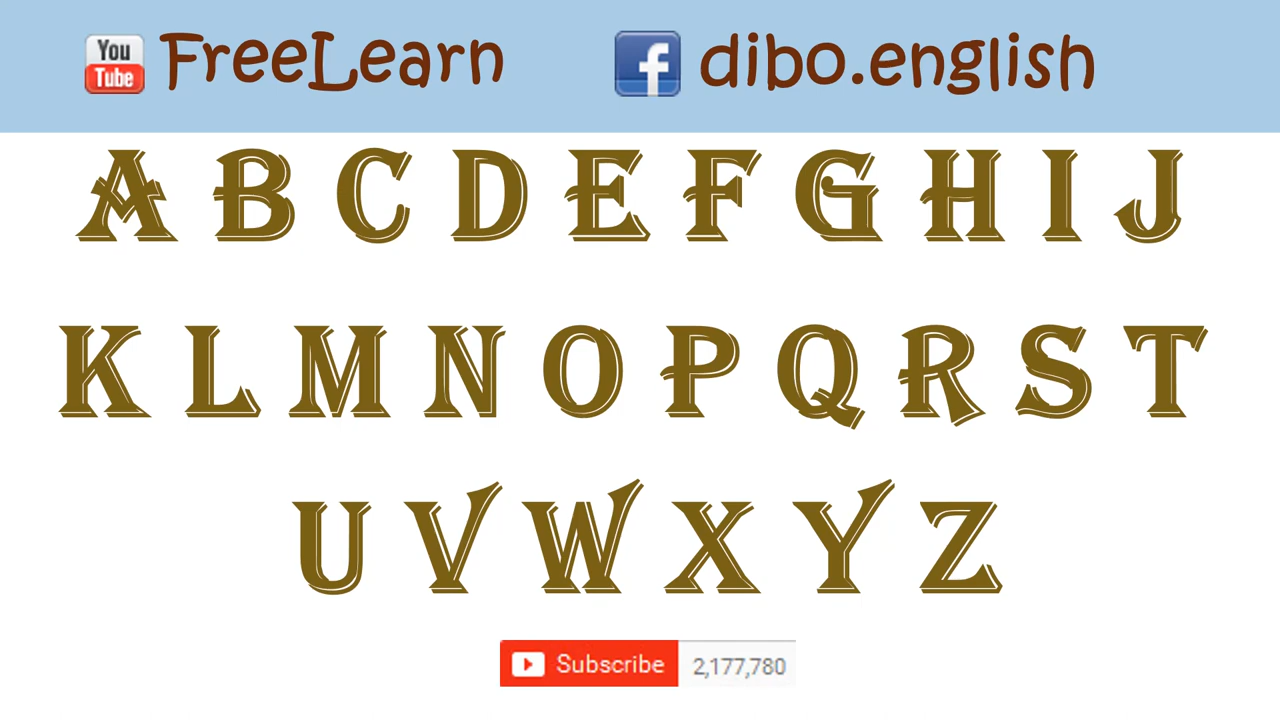 You Tube FreeLearn dibo.english
A B C D E F G H I J
K L M N O P Q R S T
U V W X Y Z
Subscribe 2,177,780